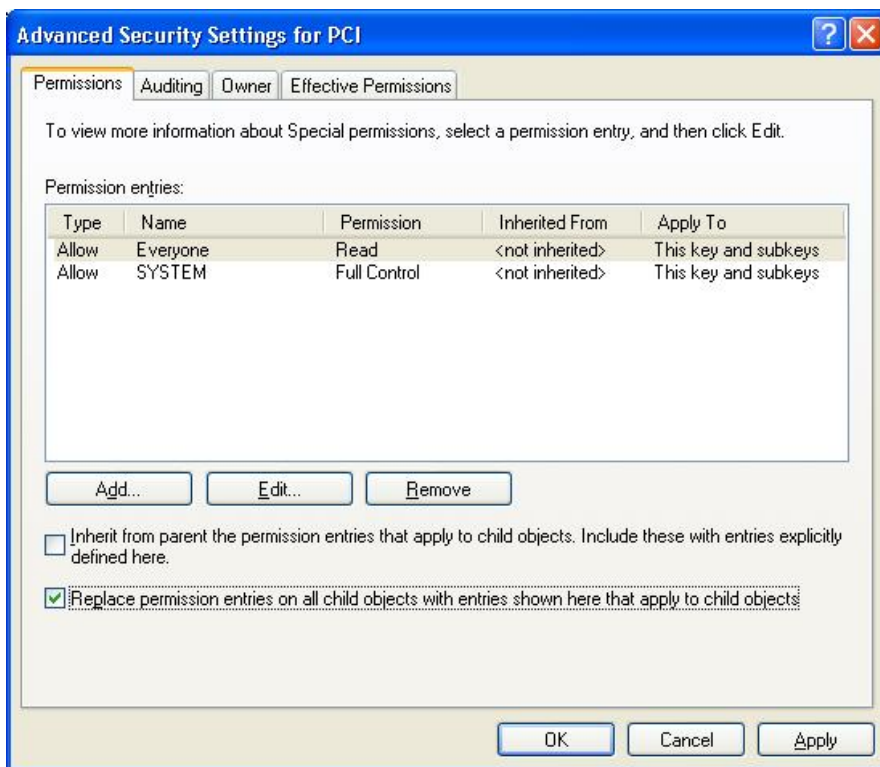 Advanced Security Settings for PCI
Permissions Auditing Owner Effective Permissions
To view more information about Special permissions, select a permission entry, and then click Edit.
Permission entries:
Type Name Permission Inherited From Apply To
Allow Everyone Read <not inherited> This key and subkeys
Allow SYSTEM Full Control <not inherited> This key and subkeys
Add... Edit... Remove
Inherit from parent the permission entries that apply to child objects. Include these with entries explicitly
defined here.
Replace permission entries on all child objects with entries shown here that apply to child objects
OK Cancel Apply